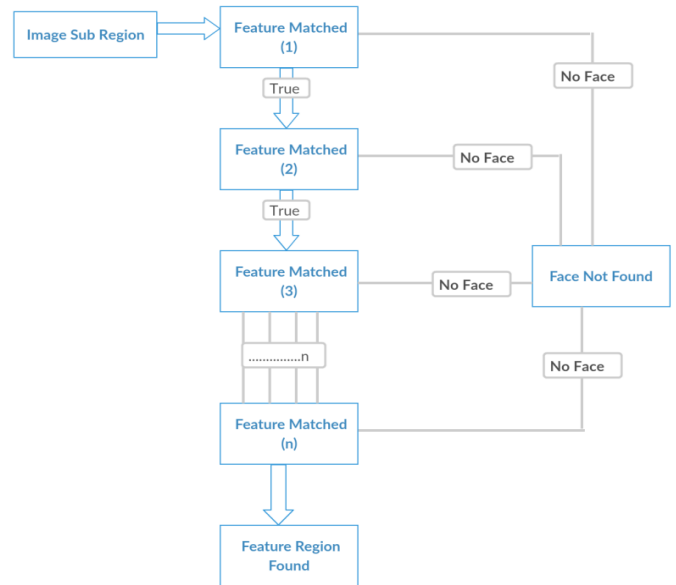 Image Sub Region
Feature Matched
(1)
No Face
True
Feature Matched
(2)
No Face
True
Feature Matched
(3)
No Face
Face Not Found
...............n
No Face
Feature Matched
(n)
Feature Region
Found